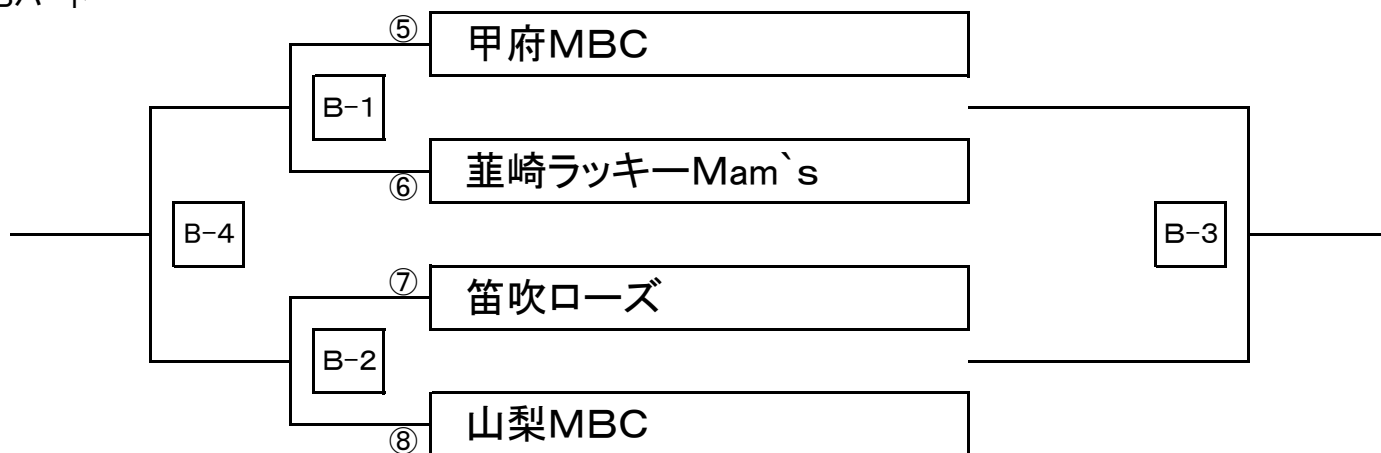 ⑤ 甲府MBC
B-1
⑥ 韮崎ラッキーMam`s
B-4
B-3
⑦ 笛吹ローズ
B-2
⑧ 山梨MBC